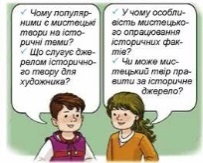 ✓ Чому популяр-
ними є мистецькі
твори на істо-
ричні теми?
✓ Що слугує дже-
релом історично-
го твору для
художника?
✓ У чому особли-
вість мистецько-
го опрацювання
історичних фак-
тів?
✓ Чи може мис-
тецький твір пра-
вити за історичне
джерело?